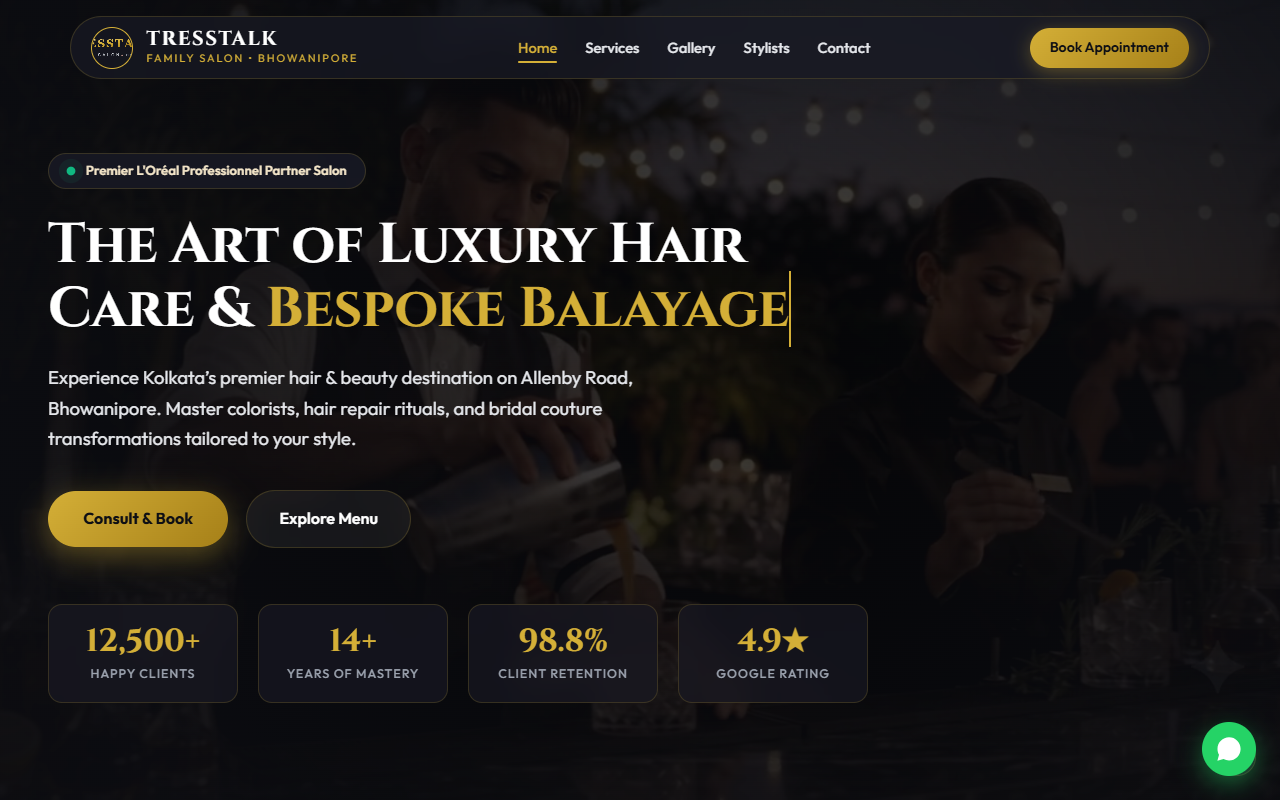 TRESSTALK
FAMILY SALON • BHOWANIPORE
Home
Services
Gallery
Stylists
Contact
Book Appointment
Premier L'Oréal Professionnel Partner Salon
The Art of Luxury Hair
Care & Bespoke Balayage
Experience Kolkata's premier hair & beauty destination on Allenby Road,
Bhowanipore. Master colorists, hair repair rituals, and bridal couture
transformations tailored to your style.
Consult & Book
Explore Menu
12,500+
HAPPY CLIENTS
14+
YEARS OF MASTERY
98.8%
CLIENT RETENTION
4.9★
GOOGLE RATING